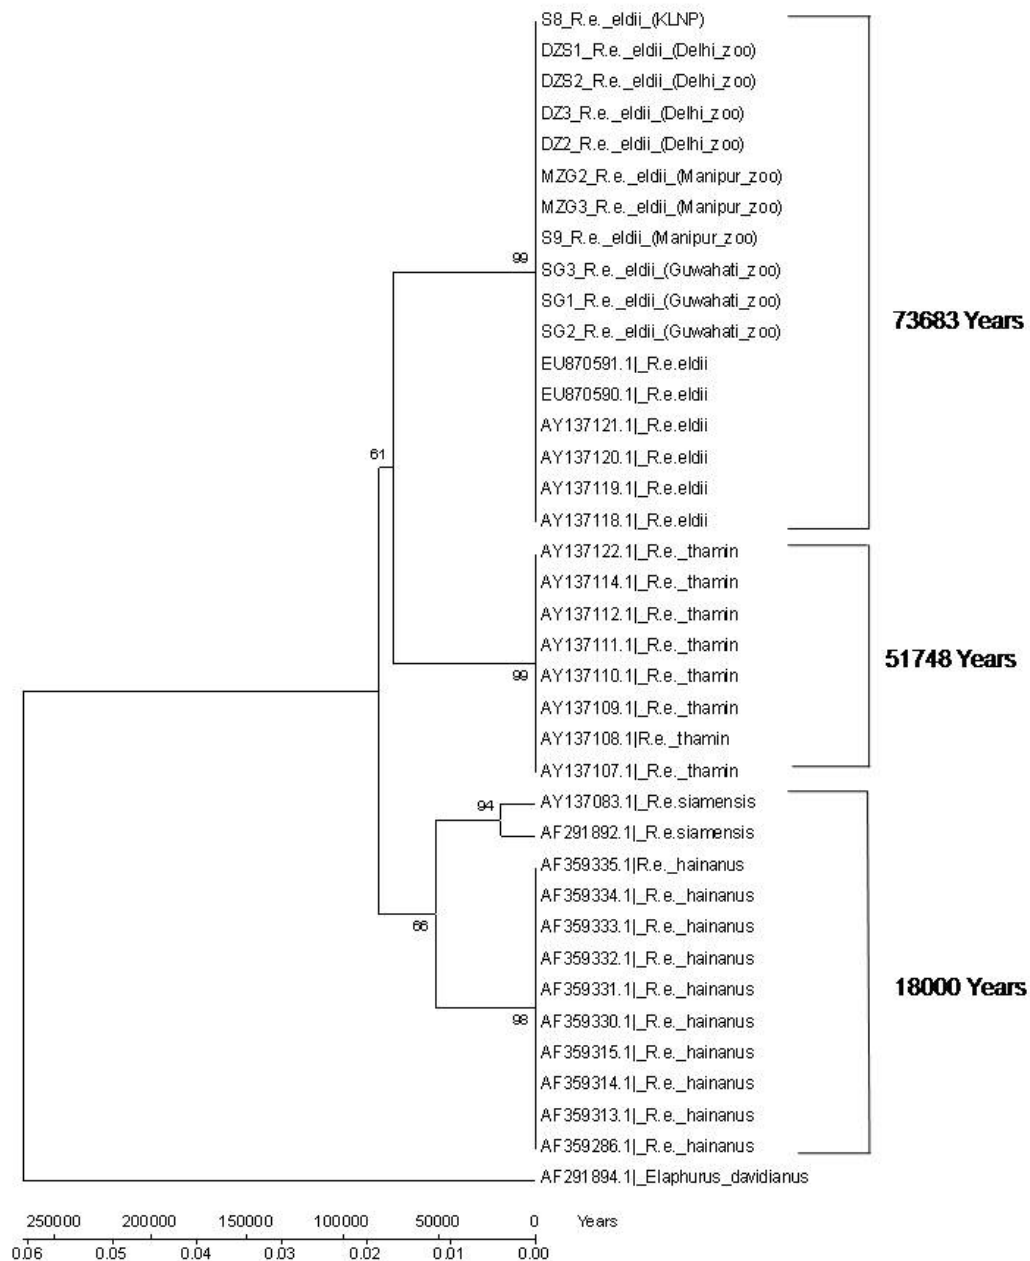 S8_R.e._eldii_(KLNP)
DZS1_R.e._eldii_(Delhi_zoo)
DZS2_R.e._eldii_(Delhi_zoo)
DZ3_R.e._eldii_(Delhi_zoo)
DZ2_R.e._eldii_(Delhi_zoo)
MZG2_R.e._eldii_(Manipur_zoo)
MZG3_R.e._eldii_(Manipur_zoo)
S9_R.e._eldii_(Manipur_zoo)
99
SG3_R.e._eldii_(Guwahati_zoo)
SG1_R.e._eldii_(Guwahati_zoo)
SG2_R.e._eldii_(Guwahati_zoo)
73683 Years
EU870591.1|_R.e.eldii
EU870590.1|_R.e.eldii
AY137121.1|_R.e.eldii
61
AY137120.1|_R.e.eldii
AY137119.1|_R.e.eldii
AY137118.1|_R.e.eldii
AY137122.1|_R.e._thamin
AY137114.1|_R.e._thamin
AY137112.1|_R.e._thamin
AY137111.1|_R.e._thamin
51748 Years
99
AY137110.1|_R.e._thamin
AY137109.1|_R.e._thamin
AY137108.1|R.e._thamin
AY137107.1|_R.e._thamin
94
AY137083.1|_R.e.siamensis
AF291892.1|_R.e.siamensis
AF359335.1|R.e._hainanus
AF359334.1|_R.e._hainanus
66
AF359333.1|_R.e._hainanus
AF359332.1|_R.e._hainanus
AF359331.1|_R.e._hainanus
18000 Years
98
AF359330.1|_R.e._hainanus
AF359315.1|_R.e._hainanus
AF359314.1|_R.e._hainanus
AF359313.1|_R.e._hainanus
AF359286.1|_R.e._hainanus
AF291894.1|_Elaphurus_davidianus
250000 200000 150000 100000 50000 0 Years
0.06 0.05 0.04 0.03 0.02 0.01 0.00